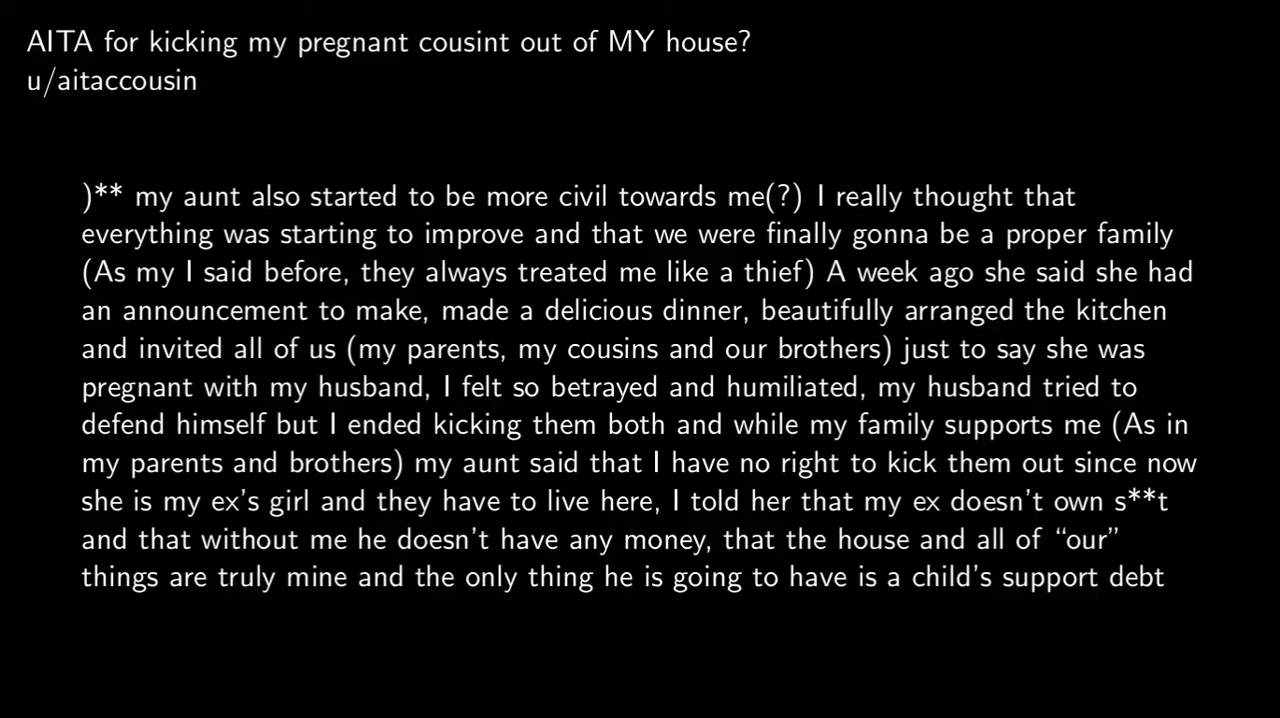 AITA for kicking my pregnant cousint out of MY house?
u/aitaccousin
)** my aunt also started to be more civil towards me(?) I really thought that
everything was starting to improve and that we were finally gonna be a proper family
(As my I said before, they always treated me like a thief) A week ago she said she had
an announcement to make, made a delicious dinner, beautifully arranged the kitchen
and invited all of us (my parents, my cousins and our brothers) just to say she was
pregnant with my husband, I felt so betrayed and humiliated, my husband tried to
defend himself but I ended kicking them both and while my family supports me (As in
my parents and brothers) my aunt said that I have no right to kick them out since now
she is my ex's girl and they have to live here, I told her that my ex doesn't own s**t
and that without me he doesn't have any money, that the house and all of “our”
things are truly mine and the only thing he is going to have is a child's support debt